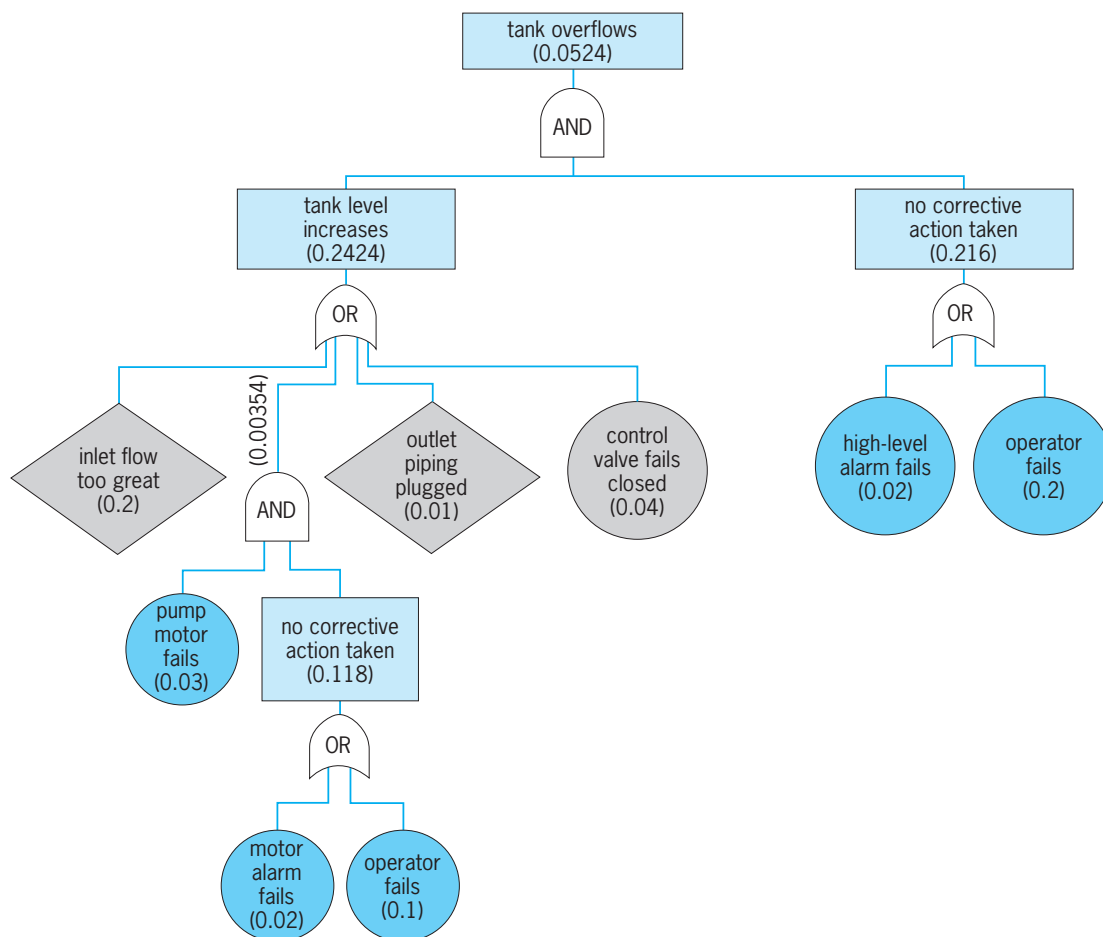 tank overflows
(0.0524)
AND
tank level
increases
(0.2424)
no corrective
action taken
(0.216)
OR
OR
(0.00354)
inlet flow
too great
(0.2)
outlet
piping
plugged
(0.01)
control
valve fails
closed
(0.04)
high-level
alarm fails
(0.02)
operator
fails
(0.2)
AND
pump
motor
fails
(0.03)
no corrective
action taken
(0.118)
OR
motor
alarm
fails
(0.02)
operator
fails
(0.1)